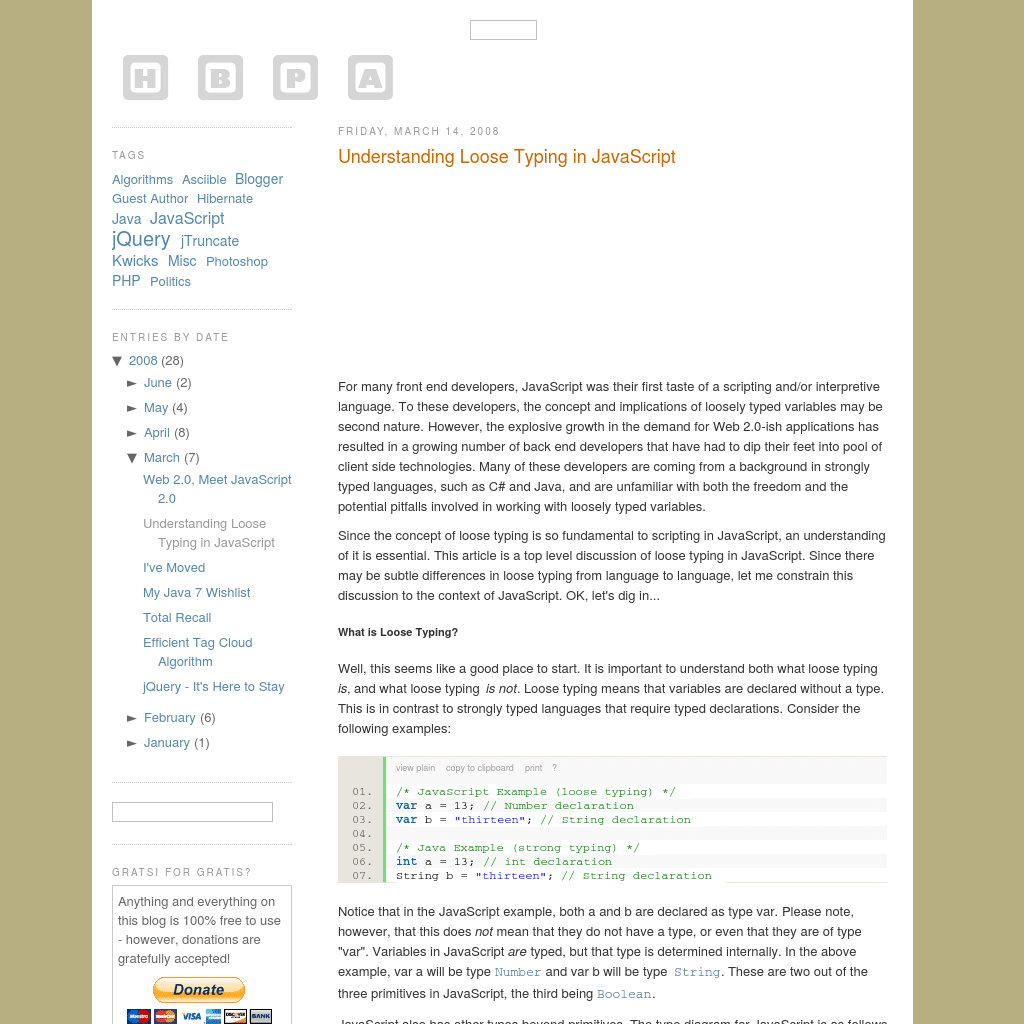 H B P A
TAGS
Algorithms Asciible Blogger
Guest Author Hibernate
Java JavaScript
jQuery jTruncate
Kwicks Misc Photoshop
PHP Politics
ENTRIES BY DATE
▼ 2008 (28)
► June (2)
► May (4)
► April (8)
▼ March (7)
Web 2.0, Meet JavaScript
2.0
Understanding Loose
Typing in JavaScript
I've Moved
My Java 7 Wishlist
Total Recall
Efficient Tag Cloud
Algorithm
jQuery - It's Here to Stay
► February (6)
► January (1)
GRATSI FOR GRATIS?
Anything and everything on
this blog is 100% free to use
- however, donations are
gratefully accepted!
Donate
Maestro MasterCard VISA DISCOVER BANK
FRIDAY, MARCH 14, 2008
Understanding Loose Typing in JavaScript
For many front end developers, JavaScript was their first taste of a scripting and/or interpretive
language. To these developers, the concept and implications of loosely typed variables may be
second nature. However, the explosive growth in the demand for Web 2.0-ish applications has
resulted in a growing number of back end developers that have had to dip their feet into pool of
client side technologies. Many of these developers are coming from a background in strongly
typed languages, such as C# and Java, and are unfamiliar with both the freedom and the
potential pitfalls involved in working with loosely typed variables.
Since the concept of loose typing is so fundamental to scripting in JavaScript, an understanding
of it is essential. This article is a top level discussion of loose typing in JavaScript. Since there
may be subtle differences in loose typing from language to language, let me constrain this
discussion to the context of JavaScript. OK, let's dig in...
What is Loose Typing?
Well, this seems like a good place to start. It is important to understand both what loose typing
is, and what loose typing is not. Loose typing means that variables are declared without a type.
This is in contrast to strongly typed languages that require typed declarations. Consider the
following examples:
view plain copy to clipboard print ?
01. /* JavaScript Example (loose typing) */
02. var a = 13; // Number declaration
03. var b = "thirteen"; // String declaration
04.
05. /* Java Example (strong typing) */
06. int a = 13; // int declaration
07. String b = "thirteen"; // String declaration
Notice that in the JavaScript example, both a and b are declared as type var. Please note,
however, that this does not mean that they do not have a type, or even that they are of type
"var". Variables in JavaScript are typed, but that type is determined internally. In the above
example, var a will be type Number and var b will be type String. These are two out of the
three primitives in JavaScript, the third being Boolean.
JavaScript also has other types beyond primitives. The type diagram for JavaScript is as follows